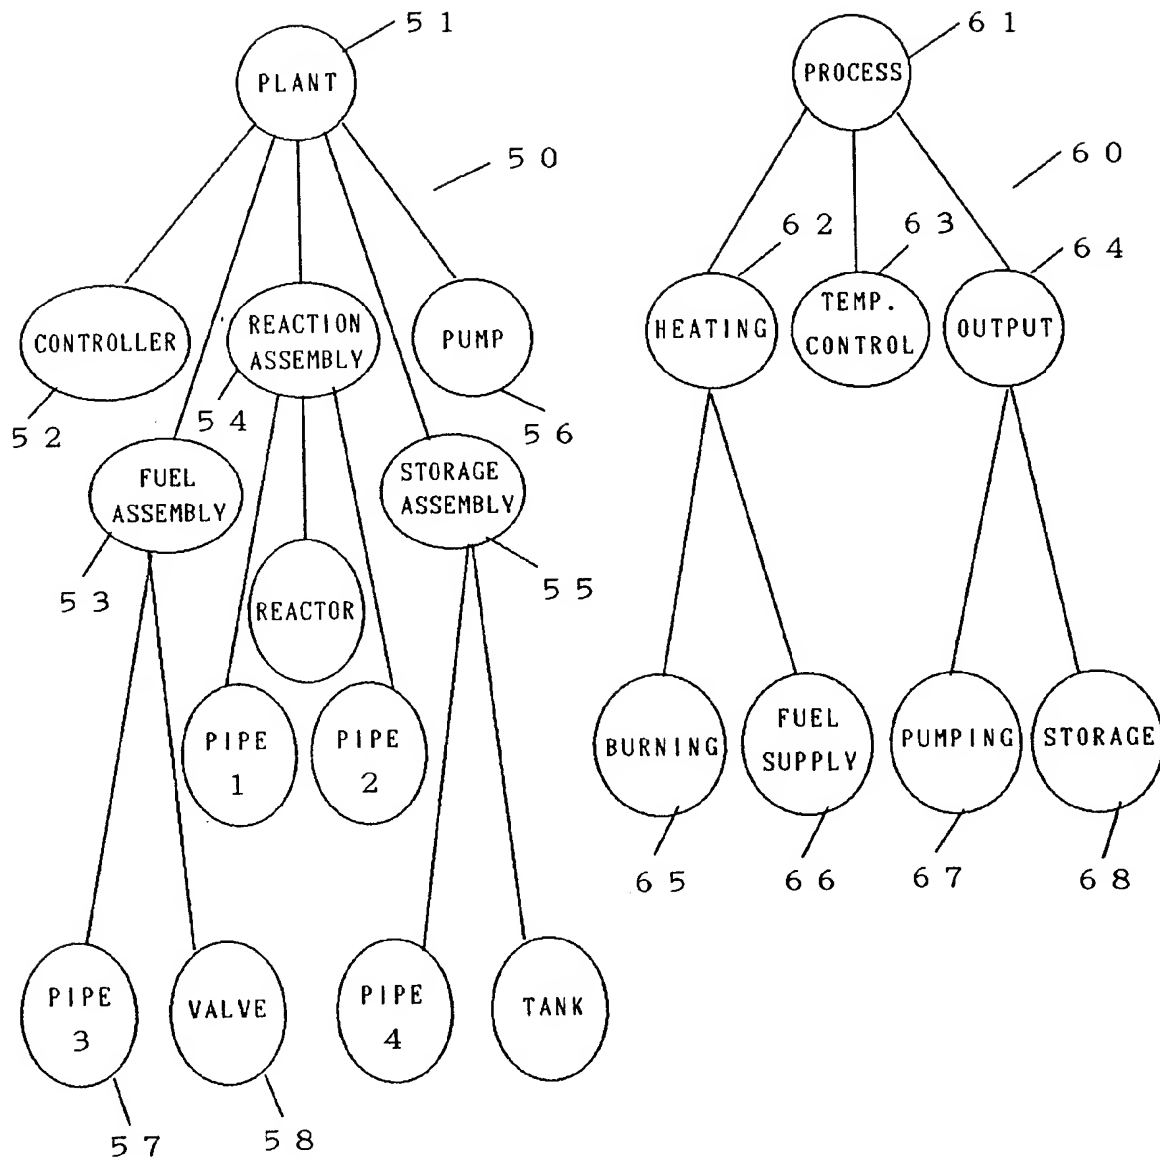 51
PLANT
50
CONTROLLER
52
REACTION
ASSEMBLY
54
PUMP
56
FUEL
ASSEMBLY
53
STORAGE
ASSEMBLY
55
REACTOR
PIPE
1
PIPE
2
PIPE
3
57
VALVE
58
PIPE
4
TANK
61
PROCESS
60
62
HEATING
63
TEMP.
CONTROL
64
OUTPUT
BURNING
65
FUEL
SUPPLY
66
PUMPING
67
STORAGE
68